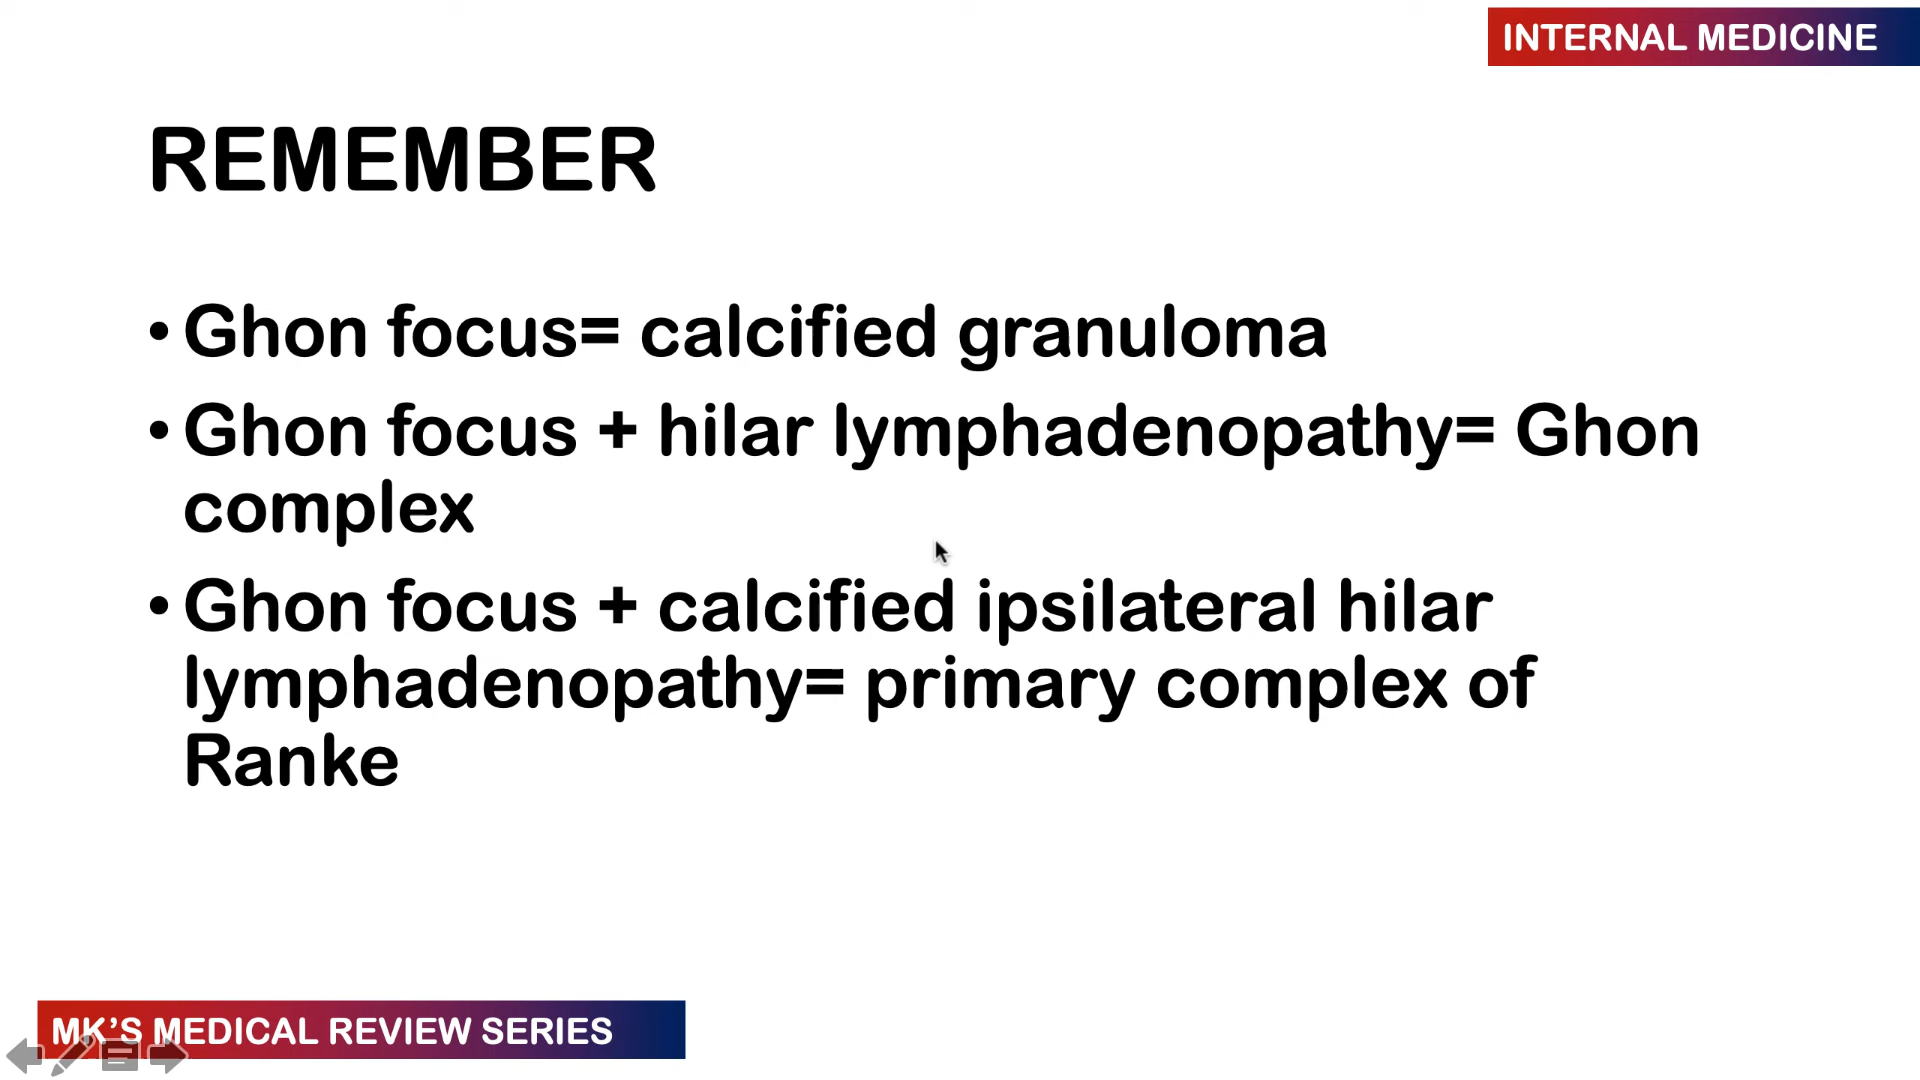 INTERNAL MEDICINE
REMEMBER
• Ghon focus= calcified granuloma
• Ghon focus + hilar lymphadenopathy= Ghon
complex
• Ghon focus + calcified ipsilateral hilar
lymphadenopathy= primary complex of
Ranke
MK’S MEDICAL REVIEW SERIES